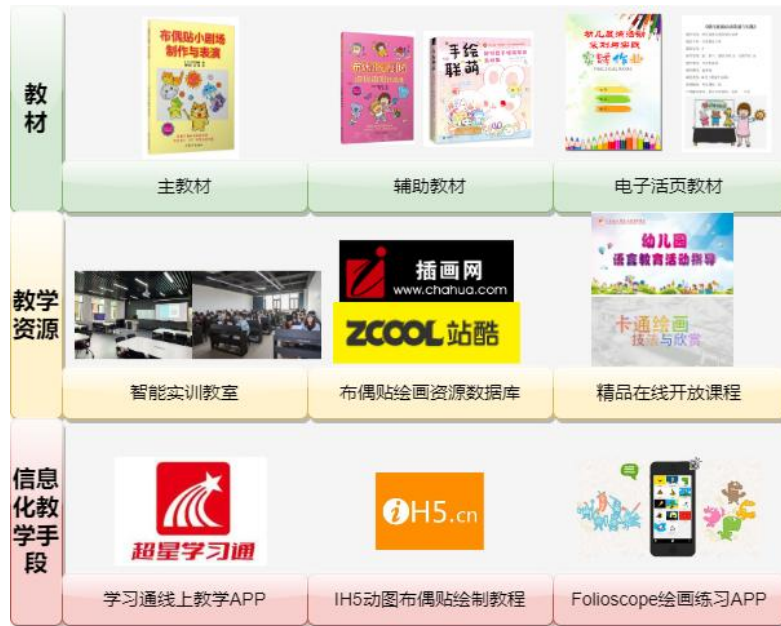 教
材
布偶贴小剧场
制作与表演
手绘
联萌
主教材
辅助教材
电子活页教材
教学
资源
插画网
www.chahua.com
ZCOOL站酷
幼儿园
语言教育活动指导
卡通绘画
技法与欣赏
智能实训教室
布偶贴绘画资源数据库
精品在线开放课程
信息
化教
学手
段
超星学习通
iH5.cn
学习通线上教学APP
IH5动图布偶贴绘制教程
Folioscope绘画练习APP